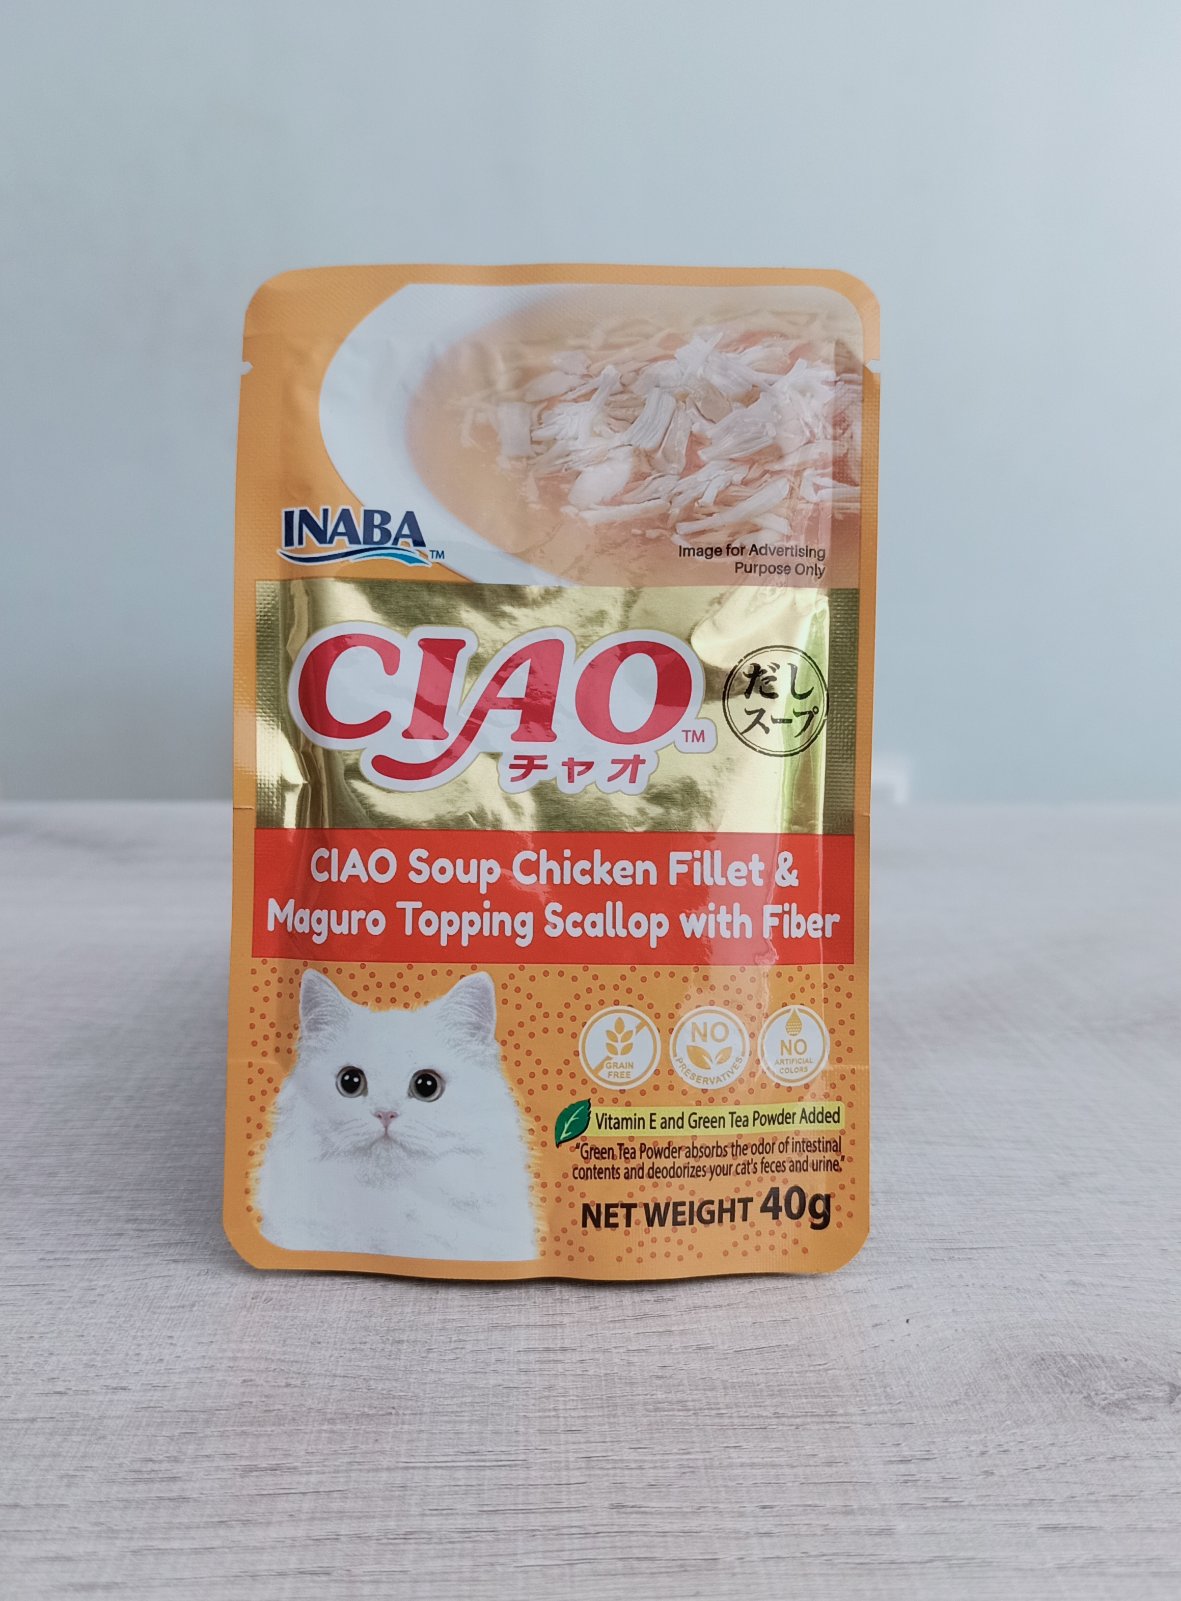 INABA™
Image for Advertising
Purpose Only
CIAO™
チャオ
だし
スープ
CIAO Soup Chicken Fillet &
Maguro Topping Scallop with Fiber
GRAIN
FREE
NO
PRESERVATIVES
NO
ARTIFICIAL
COLORS
Vitamin E and Green Tea Powder Added
"Green Tea Powder absorbs the odor of intestinal
contents and deodorizes your cat's feces and urine."
NET WEIGHT 40g